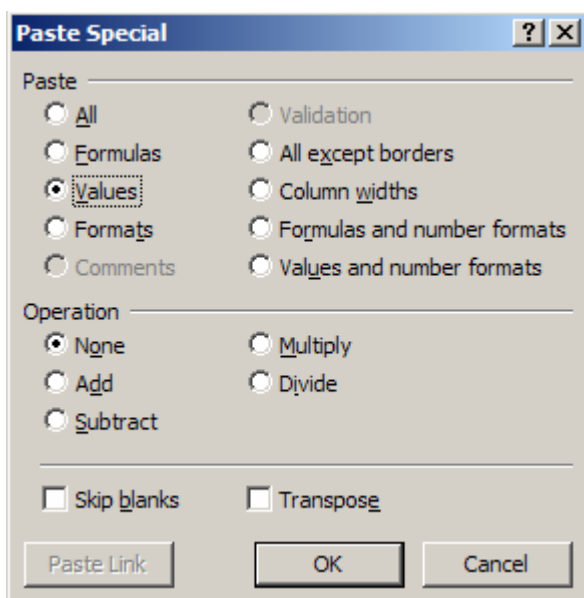 Paste Special
Paste
All
Validation
Formulas
All except borders
Values
Column widths
Formats
Formulas and number formats
Comments
Values and number formats
Operation
None
Multiply
Add
Divide
Subtract
Skip blanks
Transpose
Paste Link
OK
Cancel